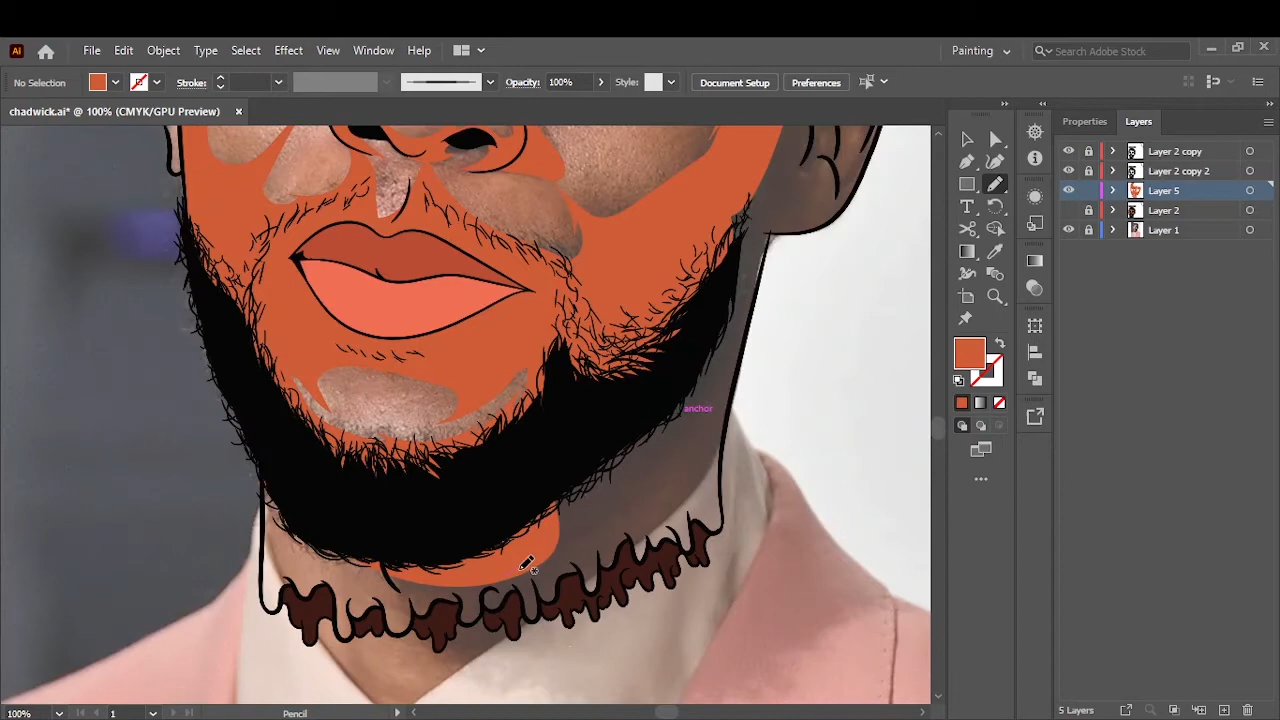 Ai File Edit Object Type Select Effect View Window Help Painting Search Adobe Stock
No Selection Stroke: Opacity: 100% Style: Document Setup Preferences
chadwick.ai* @ 100% (CMYK/GPU Preview) ×
Properties Layers
Layer 2 copy
Layer 2 copy 2
Layer 5
Layer 2
Layer 1
anchor
100% 1 Pencil 5 Layers